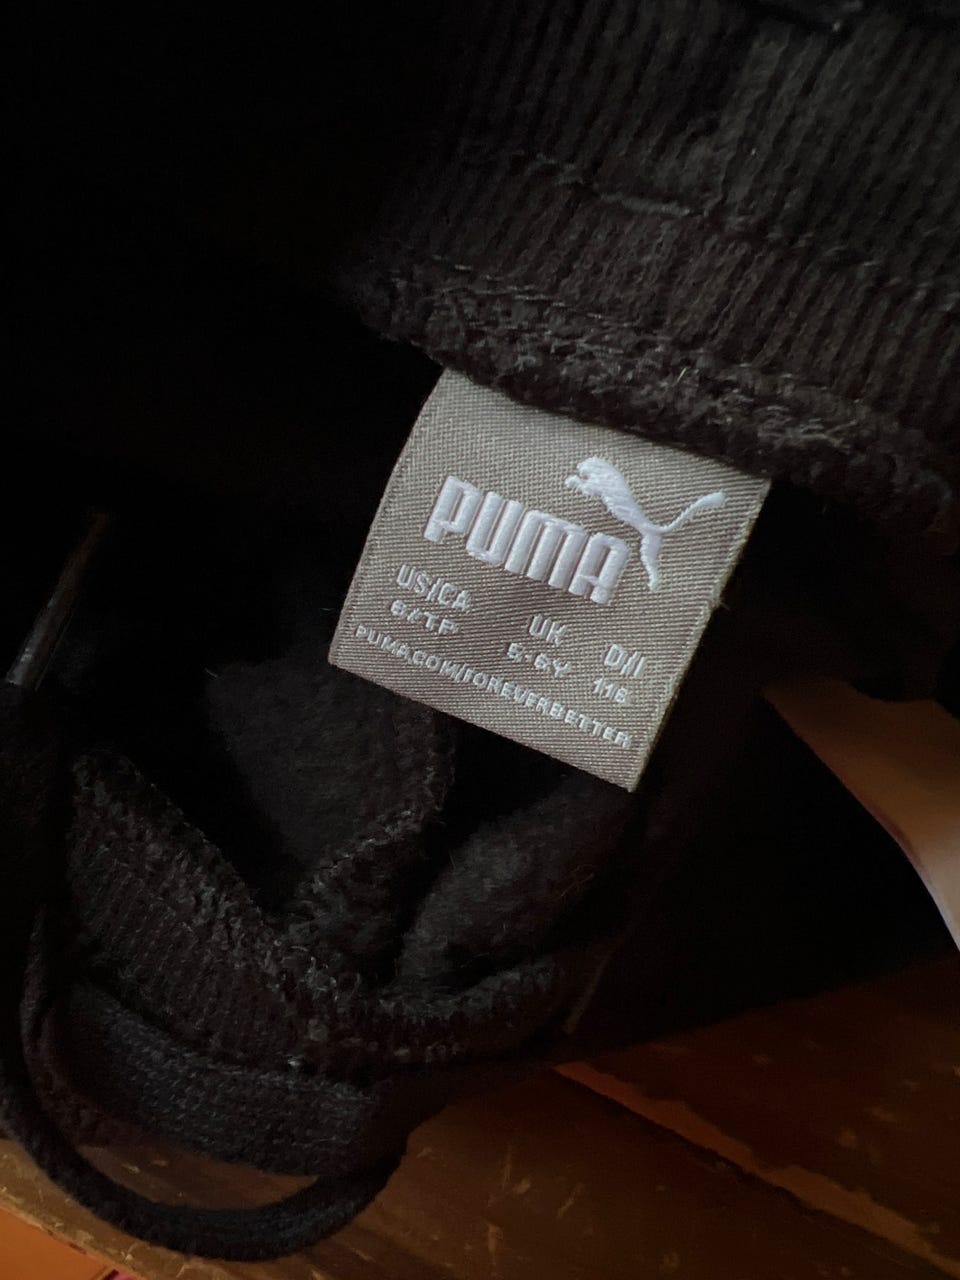 PUMA
US/CA UK D/I
6/TP 5-6Y 116
PUMA.COM/FOREVERBETTER